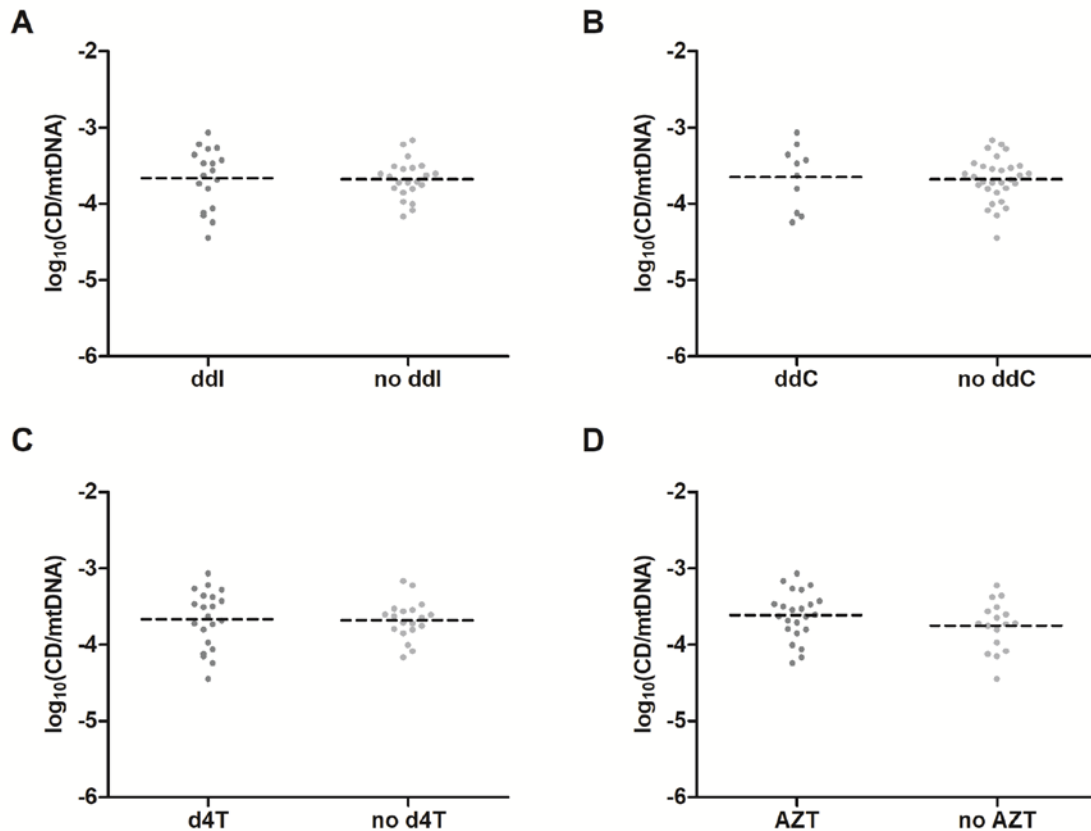 A
log10(CD/mtDNA)
-2
-3
-4
-5
-6
ddI
no ddI
B
log10(CD/mtDNA)
-2
-3
-4
-5
-6
ddC
no ddC
C
log10(CD/mtDNA)
-2
-3
-4
-5
-6
d4T
no d4T
D
log10(CD/mtDNA)
-2
-3
-4
-5
-6
AZT
no AZT